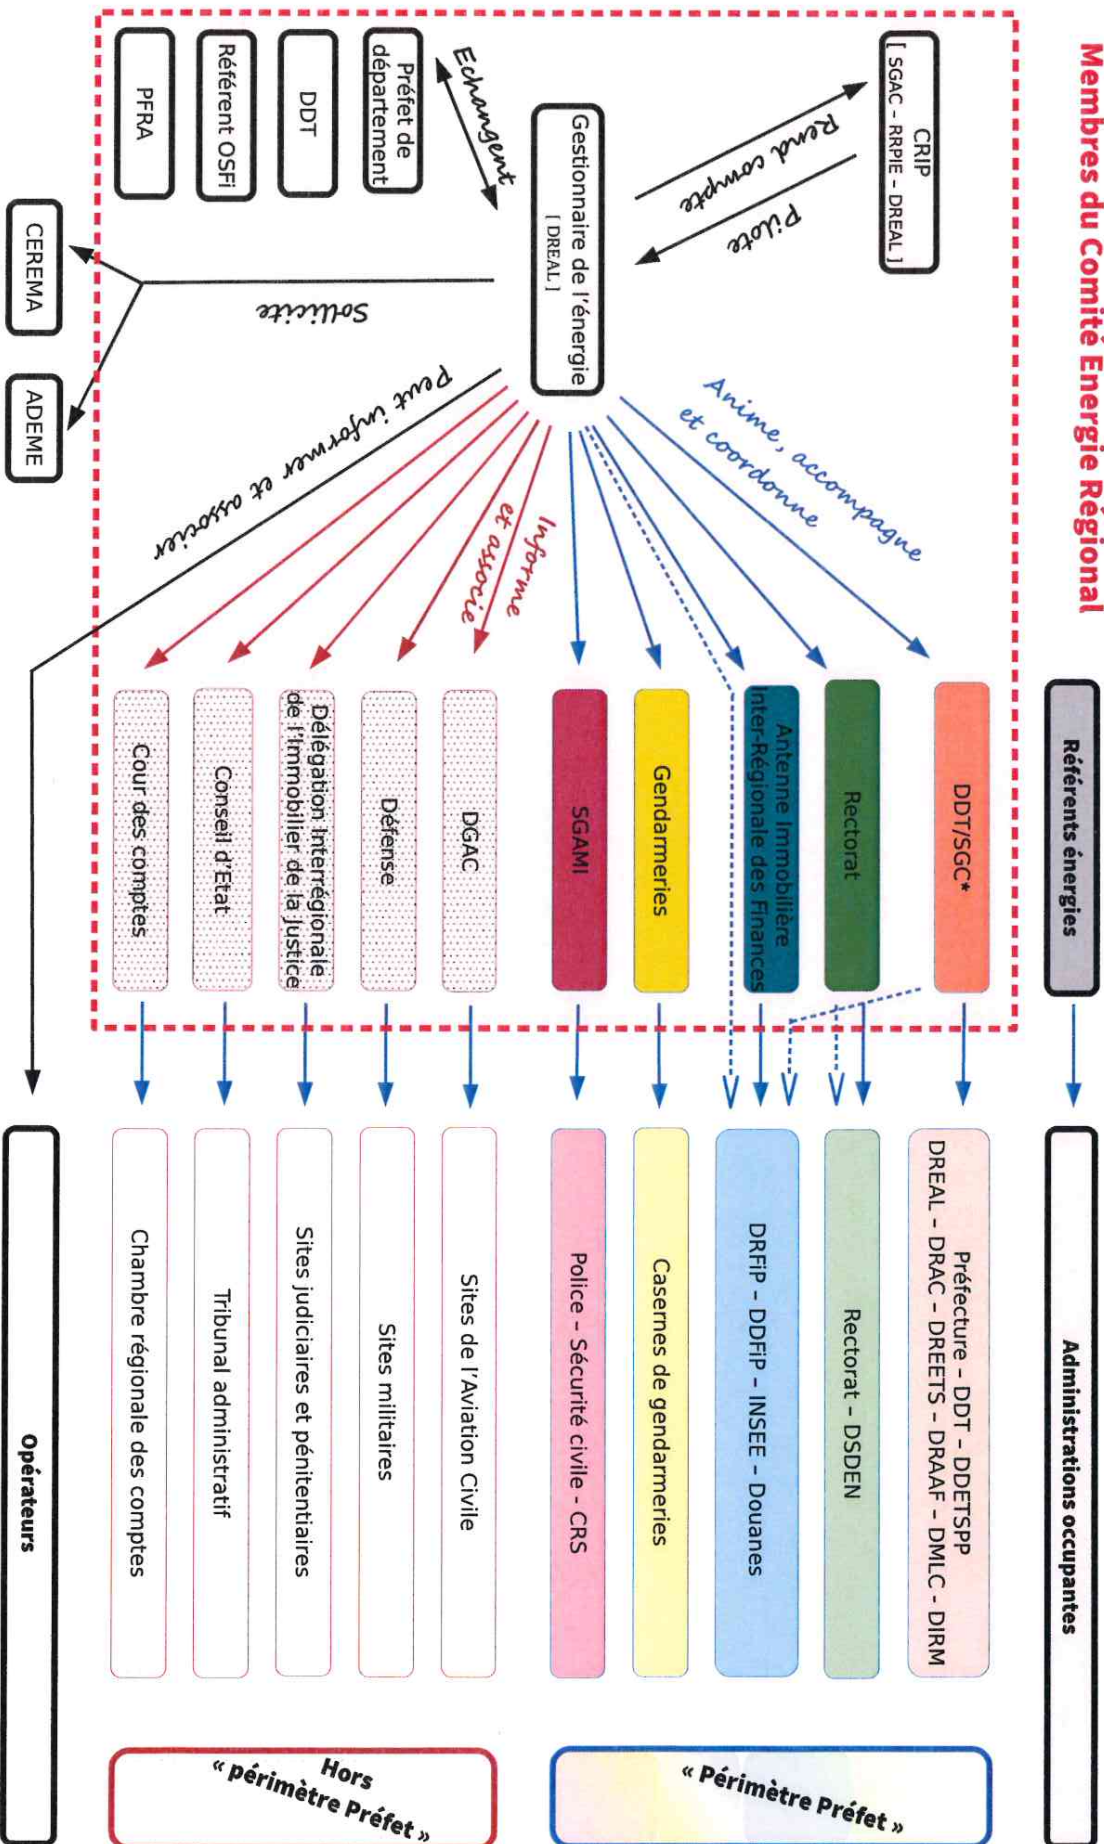 Membres du Comité Energie Régional
Référents énergies
Administrations occupantes
CRIP
[ SGAC – RRPIE – DREAL ]
Rend compte
Pilote
Gestionnaire de l'énergie
[ DREAL ]
Echangent
Préfet de
département
DDT
Référent OSFi
PFRA
Sollicite
CEREMA
ADEME
Peut informer et associer
Anime, accompagne
et coordonne
Informe
et associe
DDT/SGC*
Rectorat
Antenne Immobilière
Inter-Régionale des Finances
Gendarmeries
SGAMI
DGAC
Défense
Délégation Interrégionale
de l'Immobilier de la Justice
Conseil d'Etat
Cour des comptes
Préfecture – DDT – DDETSPP
DREAL – DRAC – DREETS – DRAAF – DMLC – DIRM
Rectorat – DSDEN
DRFiP – DDFiP – INSEE – Douanes
Casernes de gendarmeries
Police – Sécurité civile - CRS
Sites de l'Aviation Civile
Sites militaires
Sites judiciaires et pénitentiaires
Tribunal administratif
Chambre régionale des comptes
Opérateurs
« Périmètre Préfet »
Hors
« périmètre Préfet »